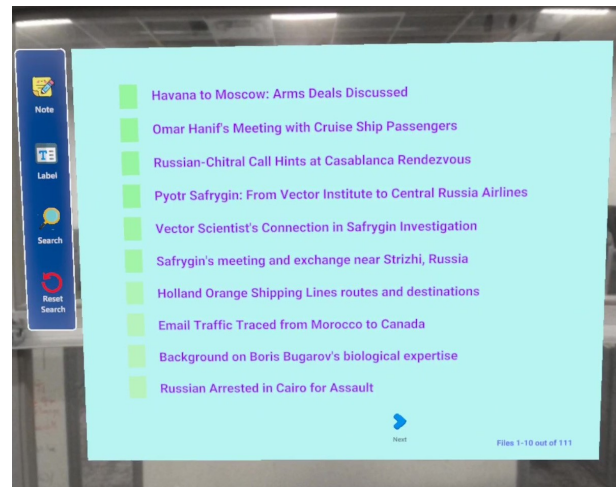 Note
Label
Search
Reset
Search
Havana to Moscow: Arms Deals Discussed
Omar Hanif's Meeting with Cruise Ship Passengers
Russian-Chitral Call Hints at Casablanca Rendezvous
Pyotr Safrygin: From Vector Institute to Central Russia Airlines
Vector Scientist's Connection in Safrygin Investigation
Safrygin's meeting and exchange near Strizhi, Russia
Holland Orange Shipping Lines routes and destinations
Email Traffic Traced from Morocco to Canada
Background on Boris Bugarov's biological expertise
Russian Arrested in Cairo for Assault
Next
Files 1-10 out of 111